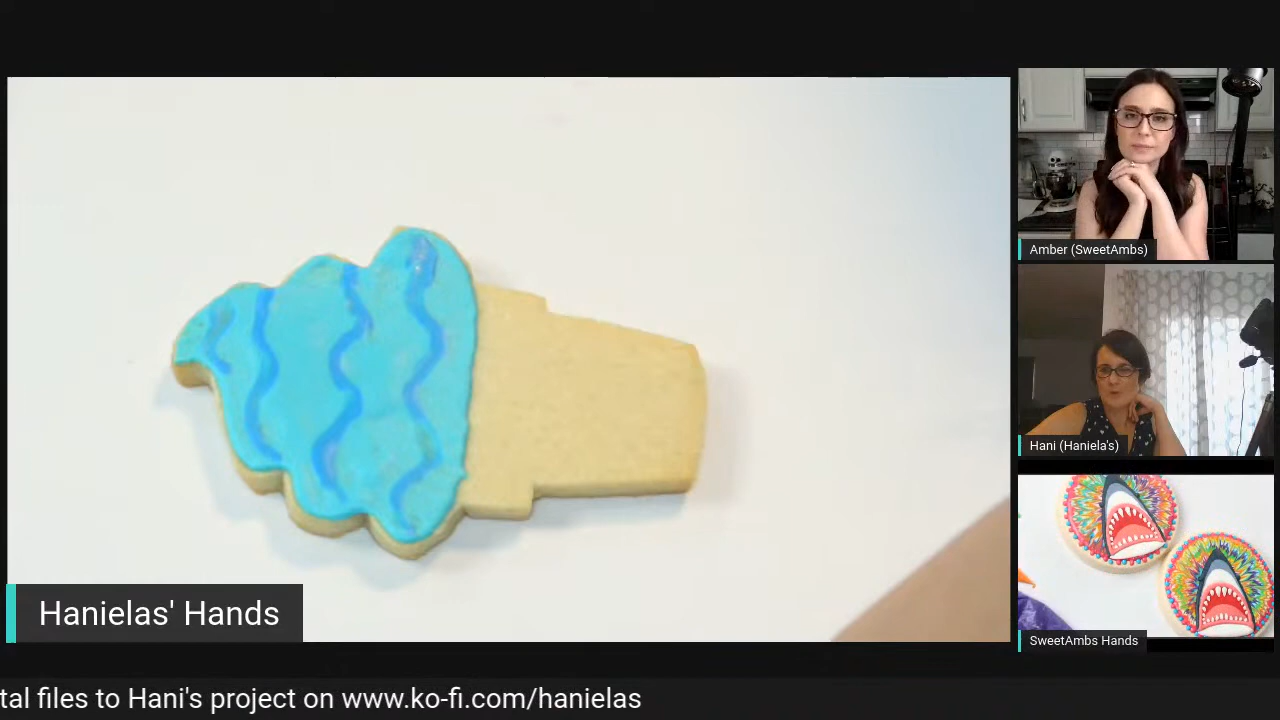 Amber (SweetAmbs)
Hani (Haniela's)
Hanielas' Hands
SweetAmbs Hands
tal files to Hani's project on www.ko-fi.com/hanielas